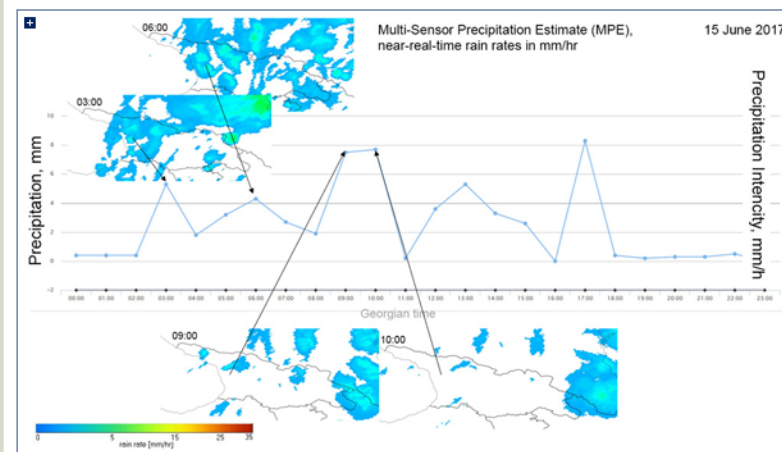 06:00
Multi-Sensor Precipitation Estimate (MPE),
near-real-time rain rates in mm/hr
15 June 2017
03:00
Precipitation, mm
Precipitation Intencity, mm/h
10
8
6
4
2
0
-2
00:00 01:00 02:00 03:00 04:00 05:00 06:00 07:00 08:00 09:00 10:00 11:00 12:00 13:00 14:00 15:00 16:00 17:00 18:00 19:00 20:00 21:00 22:00 23:00
Georgian time
09:00
10:00
0 5 15 25 35
rain rate [mm/hr]